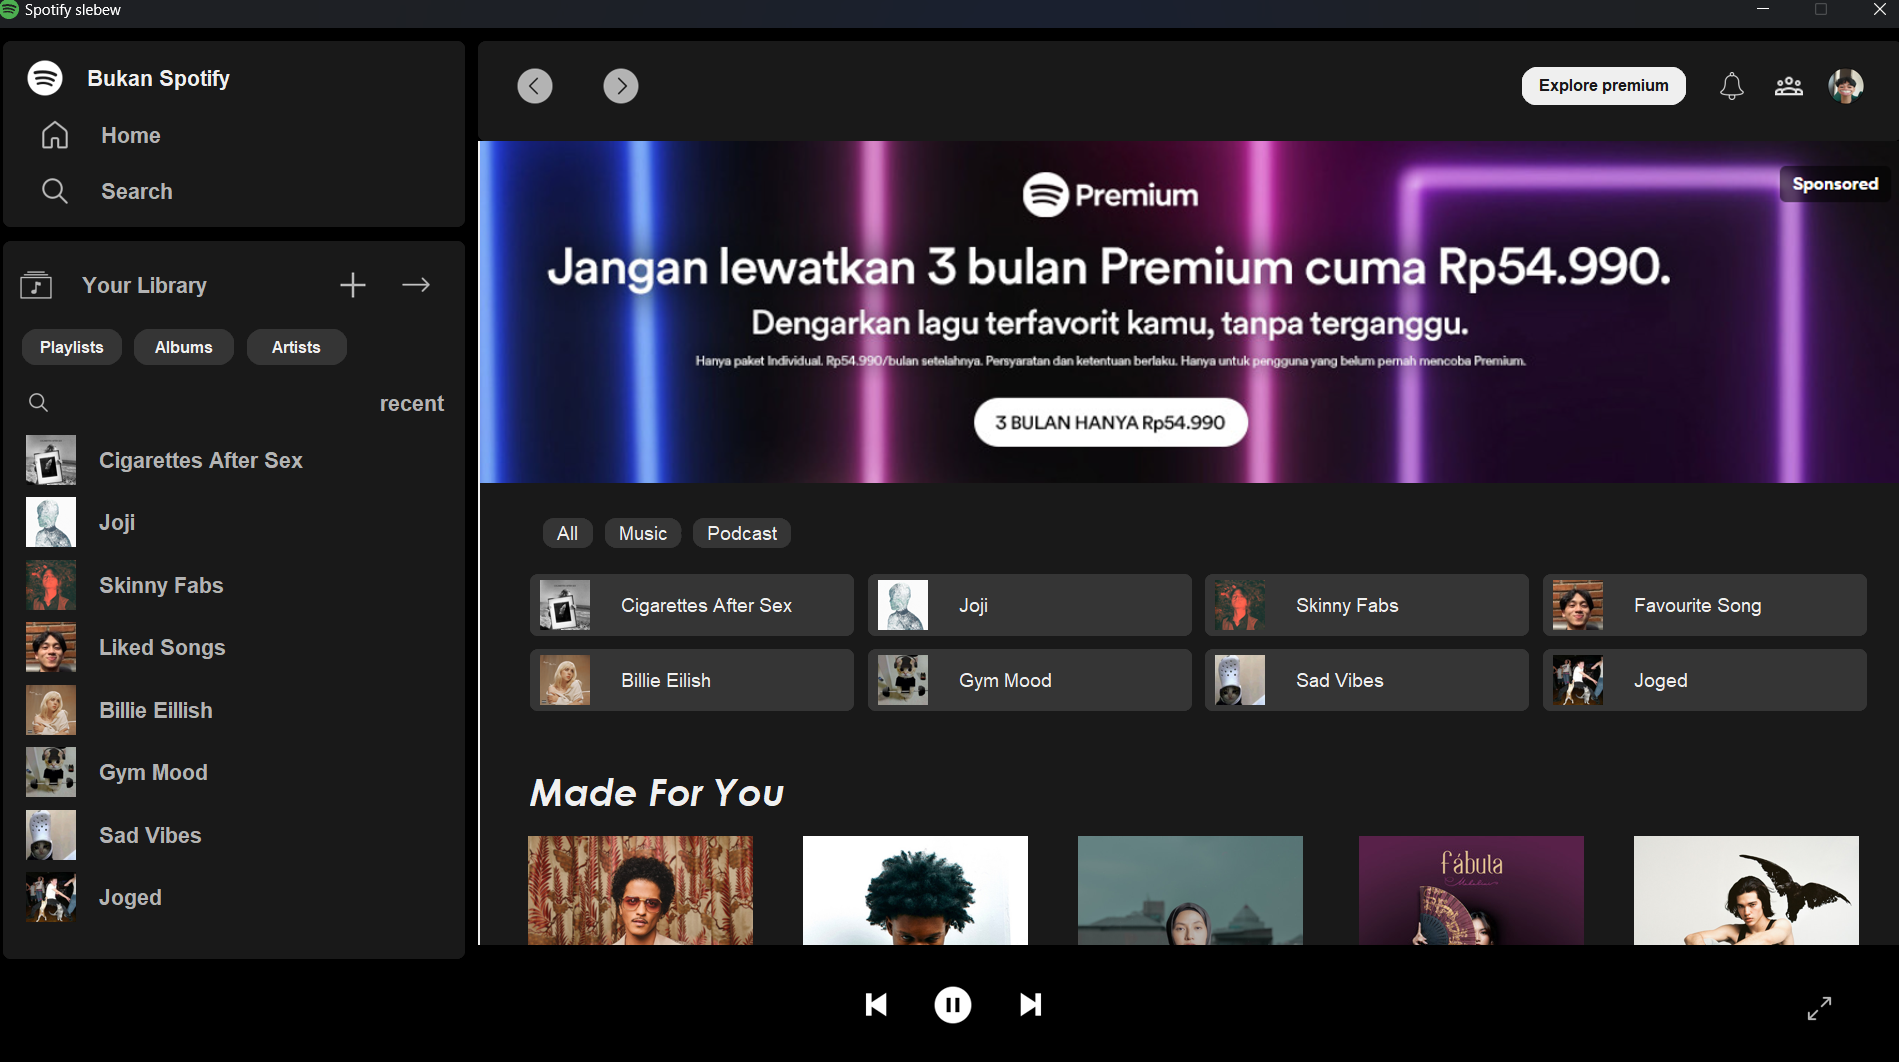 Spotify slebew
Bukan Spotify
Home
Search
Your Library
Playlists Albums Artists
recent
Cigarettes After Sex
Joji
Skinny Fabs
Liked Songs
Billie Eillish
Gym Mood
Sad Vibes
Joged
Explore premium
Premium
Sponsored
Jangan lewatkan 3 bulan Premium cuma Rp54.990.
Dengarkan lagu terfavorit kamu, tanpa terganggu.
Hanya paket Individual. Rp54.990/bulan setelahnya. Persyaratan dan ketentuan berlaku. Hanya untuk pengguna yang belum pernah mencoba Premium.
3 BULAN HANYA Rp54.990
All Music Podcast
Cigarettes After Sex Joji Skinny Fabs Favourite Song
Billie Eilish Gym Mood Sad Vibes Joged
Made For You
fábula